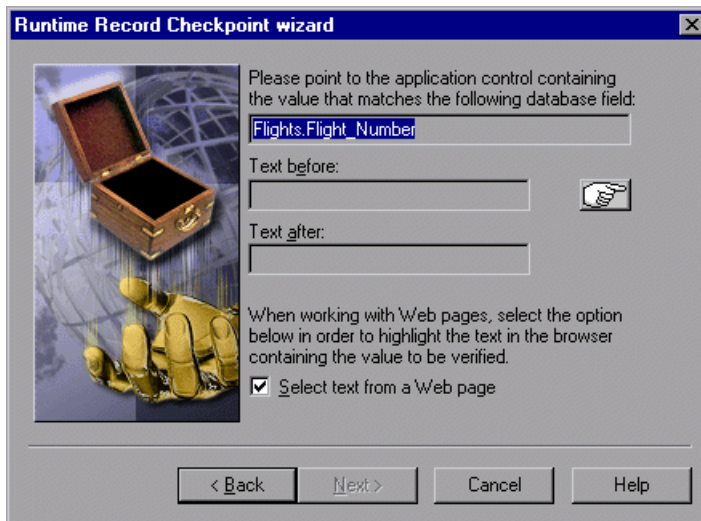 Runtime Record Checkpoint wizard
Please point to the application control containing
the value that matches the following database field:
Flights.Flight_Number
Text before:
Text after:
When working with Web pages, select the option
below in order to highlight the text in the browser
containing the value to be verified.
Select text from a Web page
< Back
Next >
Cancel
Help